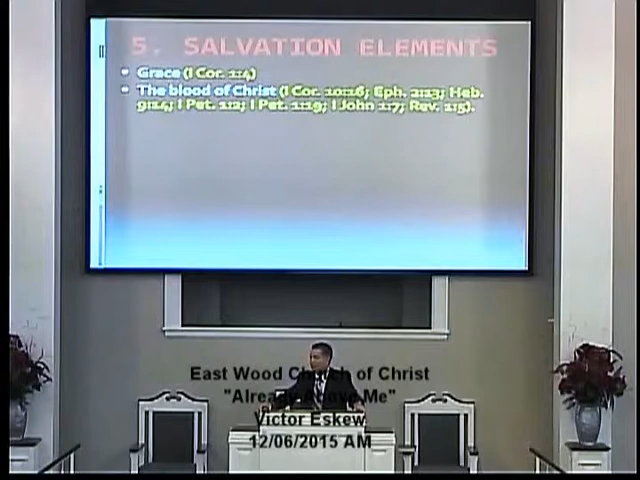 5. SALVATION ELEMENTS
• Grace (I Cor. 1:4)
• The blood of Christ (I Cor. 10:16; Eph. 2:13; Heb.
9:14; I Pet. 1:2; I Pet. 1:19; I John 1:7; Rev. 1:5).
East Wood Church of Christ
"Already Above Me"
Victor Eskew
12/06/2015 AM